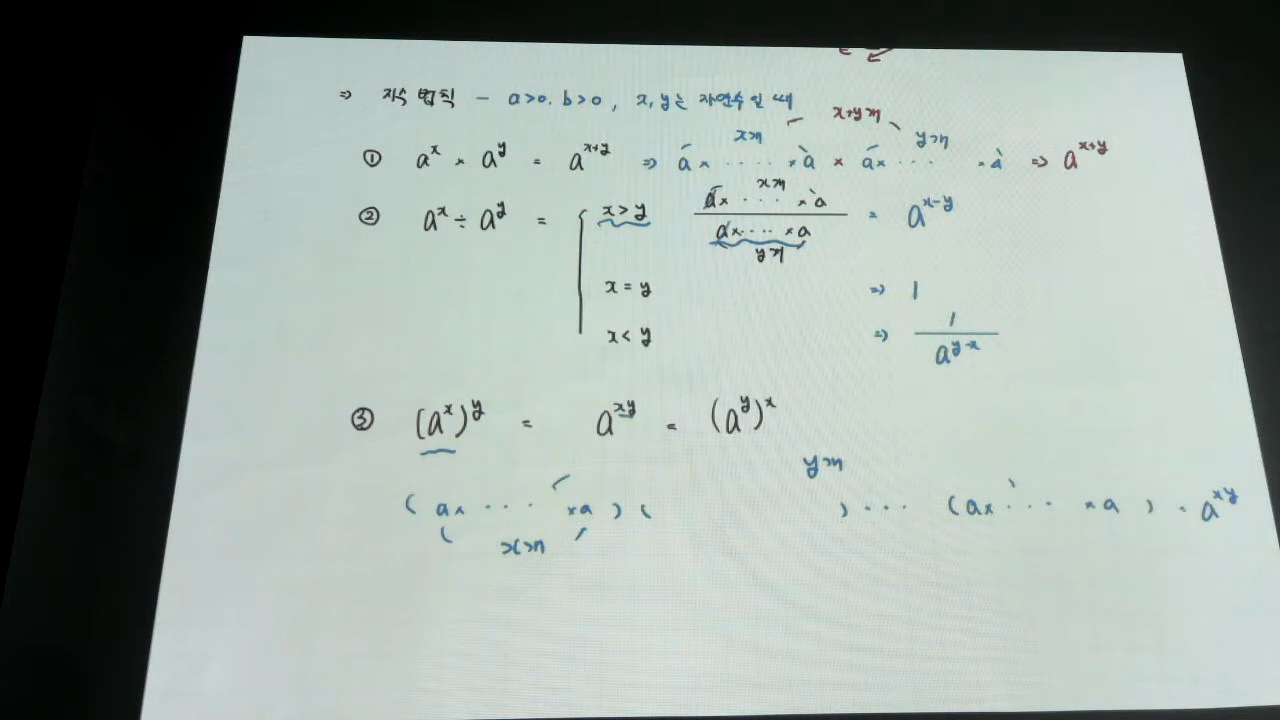 ⇒ 지수 법칙 - a>0. b>0, x, y는 자연수일 때
x+y개
x개 y개
① a^x × a^y = a^{x+y} ⇒ a× ···· ×a × a× ··· ×a ⇒ a^{x+y}
x개
② a^x ÷ a^y = { x>y (a× ··· ×a)/(a× ···· ×a) = a^{x-y}
y개
x = y ⇒ 1
x < y ⇒ 1/a^{y-x}
③ (a^x)^y = a^{xy} = (a^y)^x
y개
( a× ··· ×a ) ( ) ··· (a× ··· ×a ) = a^{xy}
x개